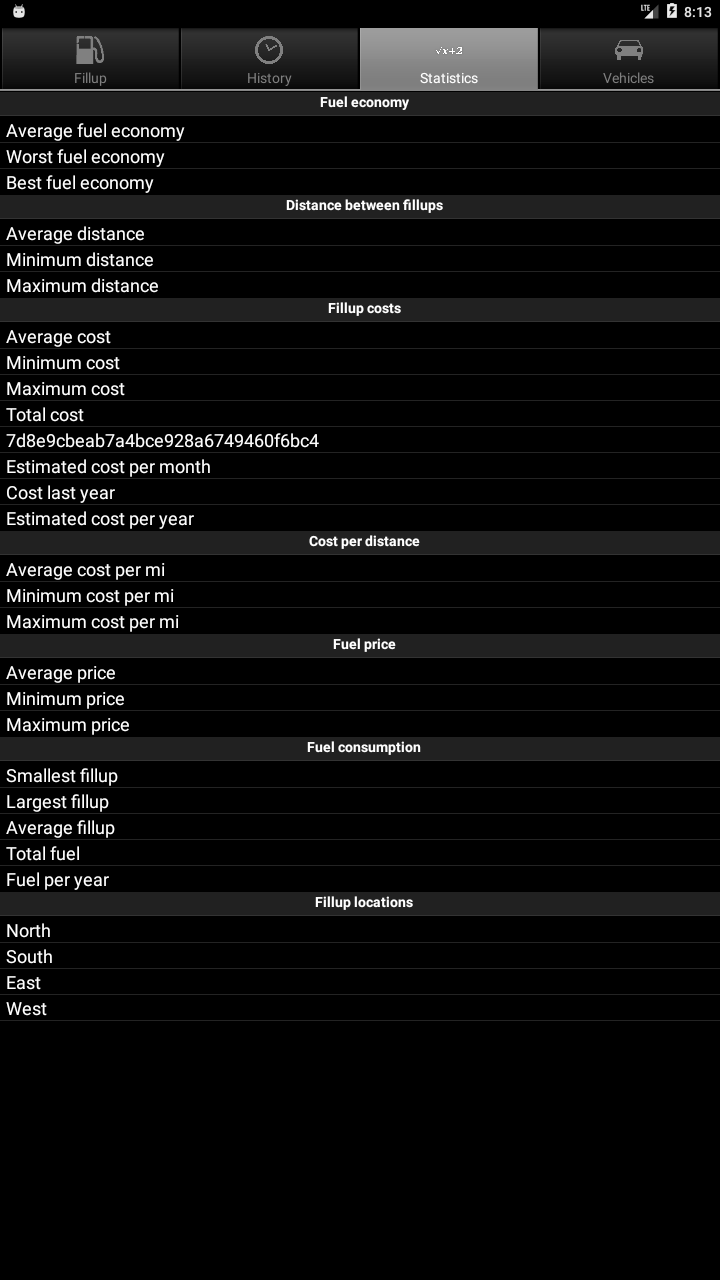 LTE 8:13
Fillup History √x+2 Statistics Vehicles
Fuel economy
Average fuel economy
Worst fuel economy
Best fuel economy
Distance between fillups
Average distance
Minimum distance
Maximum distance
Fillup costs
Average cost
Minimum cost
Maximum cost
Total cost
7d8e9cbeab7a4bce928a6749460f6bc4
Estimated cost per month
Cost last year
Estimated cost per year
Cost per distance
Average cost per mi
Minimum cost per mi
Maximum cost per mi
Fuel price
Average price
Minimum price
Maximum price
Fuel consumption
Smallest fillup
Largest fillup
Average fillup
Total fuel
Fuel per year
Fillup locations
North
South
East
West